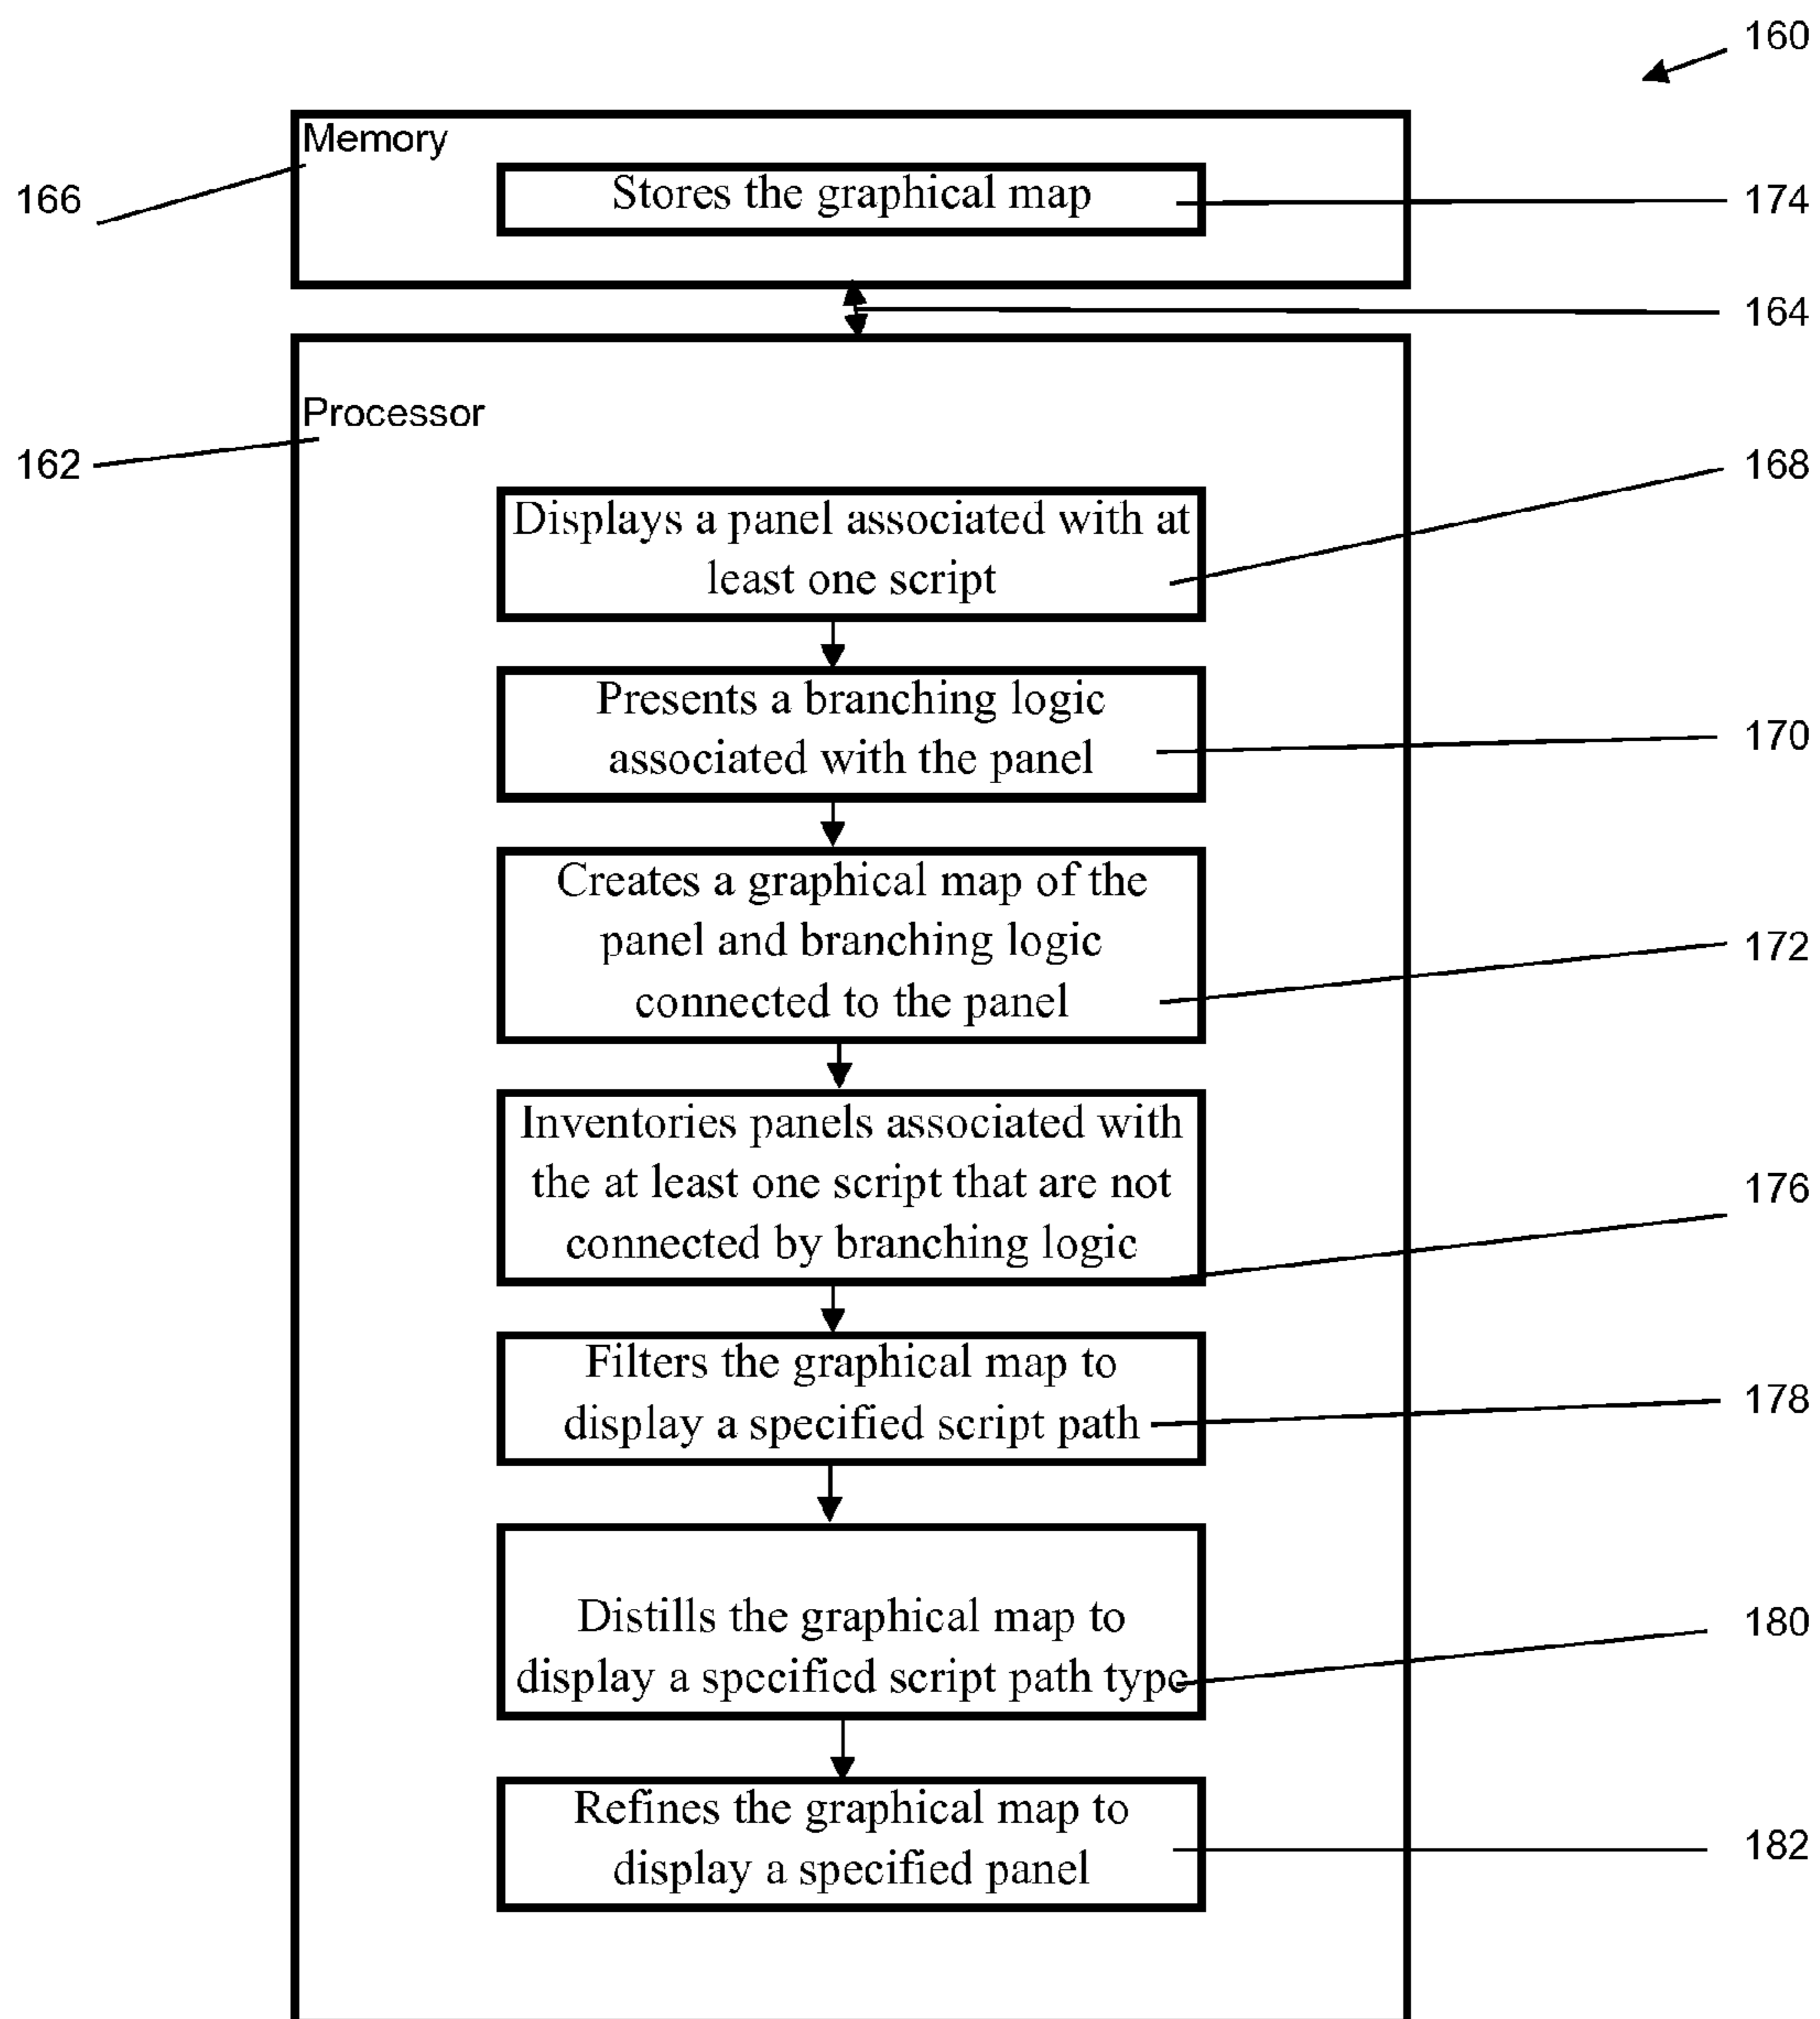 160
Memory
166
Stores the graphical map
174
164
Processor
162
168
Displays a panel associated with at
least one script
Presents a branching logic
associated with the panel
170
Creates a graphical map of the
panel and branching logic
connected to the panel
172
Inventories panels associated with
the at least one script that are not
connected by branching logic
176
Filters the graphical map to
display a specified script path
178
Distills the graphical map to
display a specified script path type
180
Refines the graphical map to
display a specified panel
182